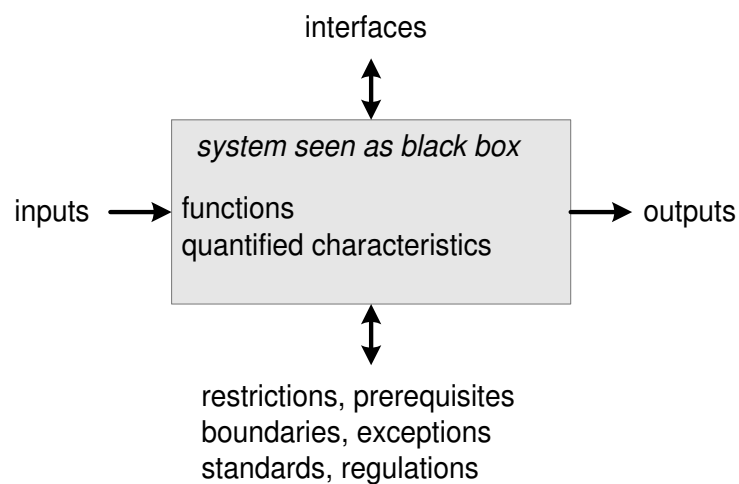 interfaces
system seen as black box
inputs
functions
quantified characteristics
outputs
restrictions, prerequisites
boundaries, exceptions
standards, regulations